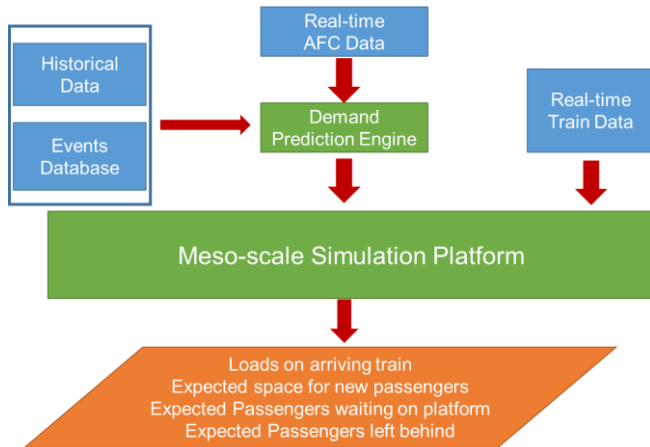 Real-time
AFC Data
Historical
Data
Events
Database
Demand
Prediction Engine
Real-time
Train Data
Meso-scale Simulation Platform
Loads on arriving train
Expected space for new passengers
Expected Passengers waiting on platform
Expected Passengers left behind